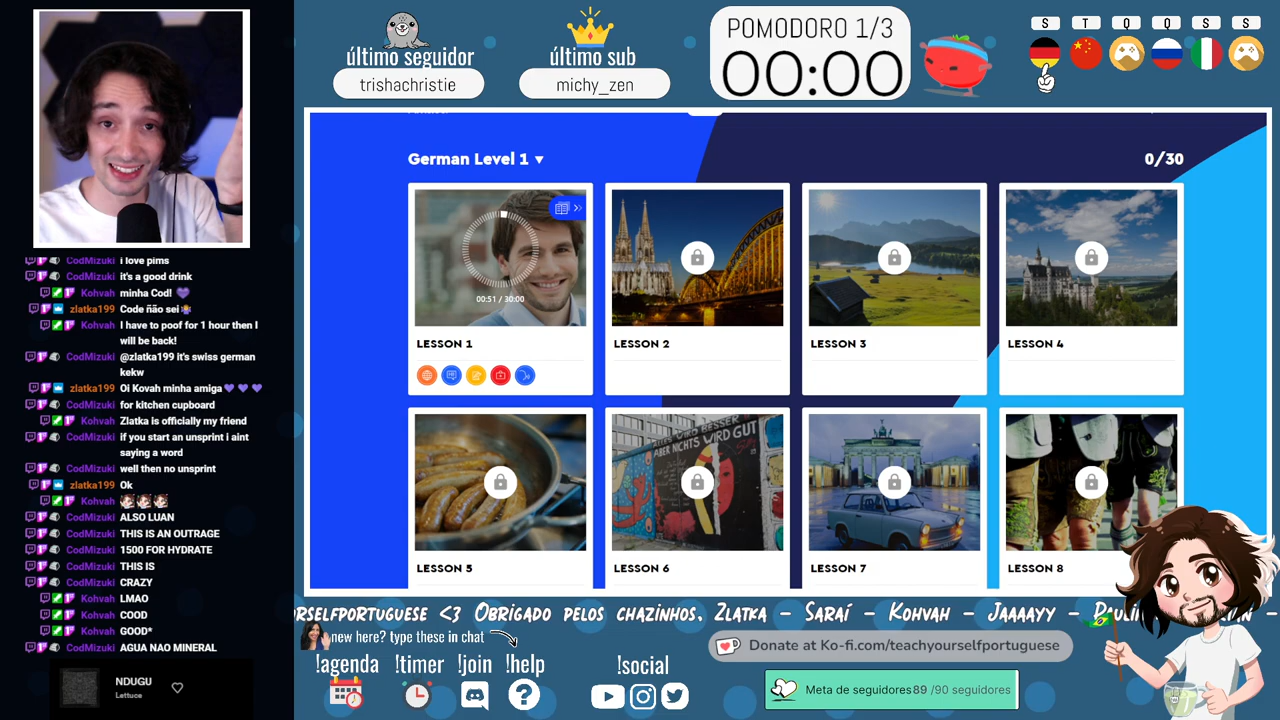 último seguidor
trishachristie
último sub
michy_zen
POMODORO 1/3
00:00
S T Q Q S S
German Level 1 ▾
0/30
00:51 / 30:00
LESSON 1
LESSON 2
LESSON 3
LESSON 4
ABER NICHTS WIRD GUT
LESSON 5
LESSON 6
LESSON 7
LESSON 8
CodMizuki i love pims
CodMizuki it's a good drink
Kohvah minha Cod!
zlatka199 Code ñão sei
Kohvah I have to poof for 1 hour then I
will be back!
CodMizuki @zlatka199 it's swiss german
kekw
zlatka199 Oi Kovah minha amiga
CodMizuki for kitchen cupboard
Kohvah Zlatka is officially my friend
CodMizuki if you start an unsprint i aint
saying a word
CodMizuki well then no unsprint
zlatka199 Ok
Kohvah
CodMizuki ALSO LUAN
CodMizuki THIS IS AN OUTRAGE
CodMizuki 1500 FOR HYDRATE
CodMizuki THIS IS
CodMizuki CRAZY
Kohvah LMAO
Kohvah COOD
Kohvah GOOD*
CodMizuki AGUA NAO MINERAL
NDUGU
Lettuce
ORSELFPORTUGUESE <3 OBRIGADO PELOS CHAZINHOS, ZLATKA – SARAÍ – KOHVAH – JAAAAYY –
new here? type these in chat
!agenda !timer !join !help
!social
Donate at Ko-fi.com/teachyourselfportuguese
Meta de seguidores 89 /90 seguidores